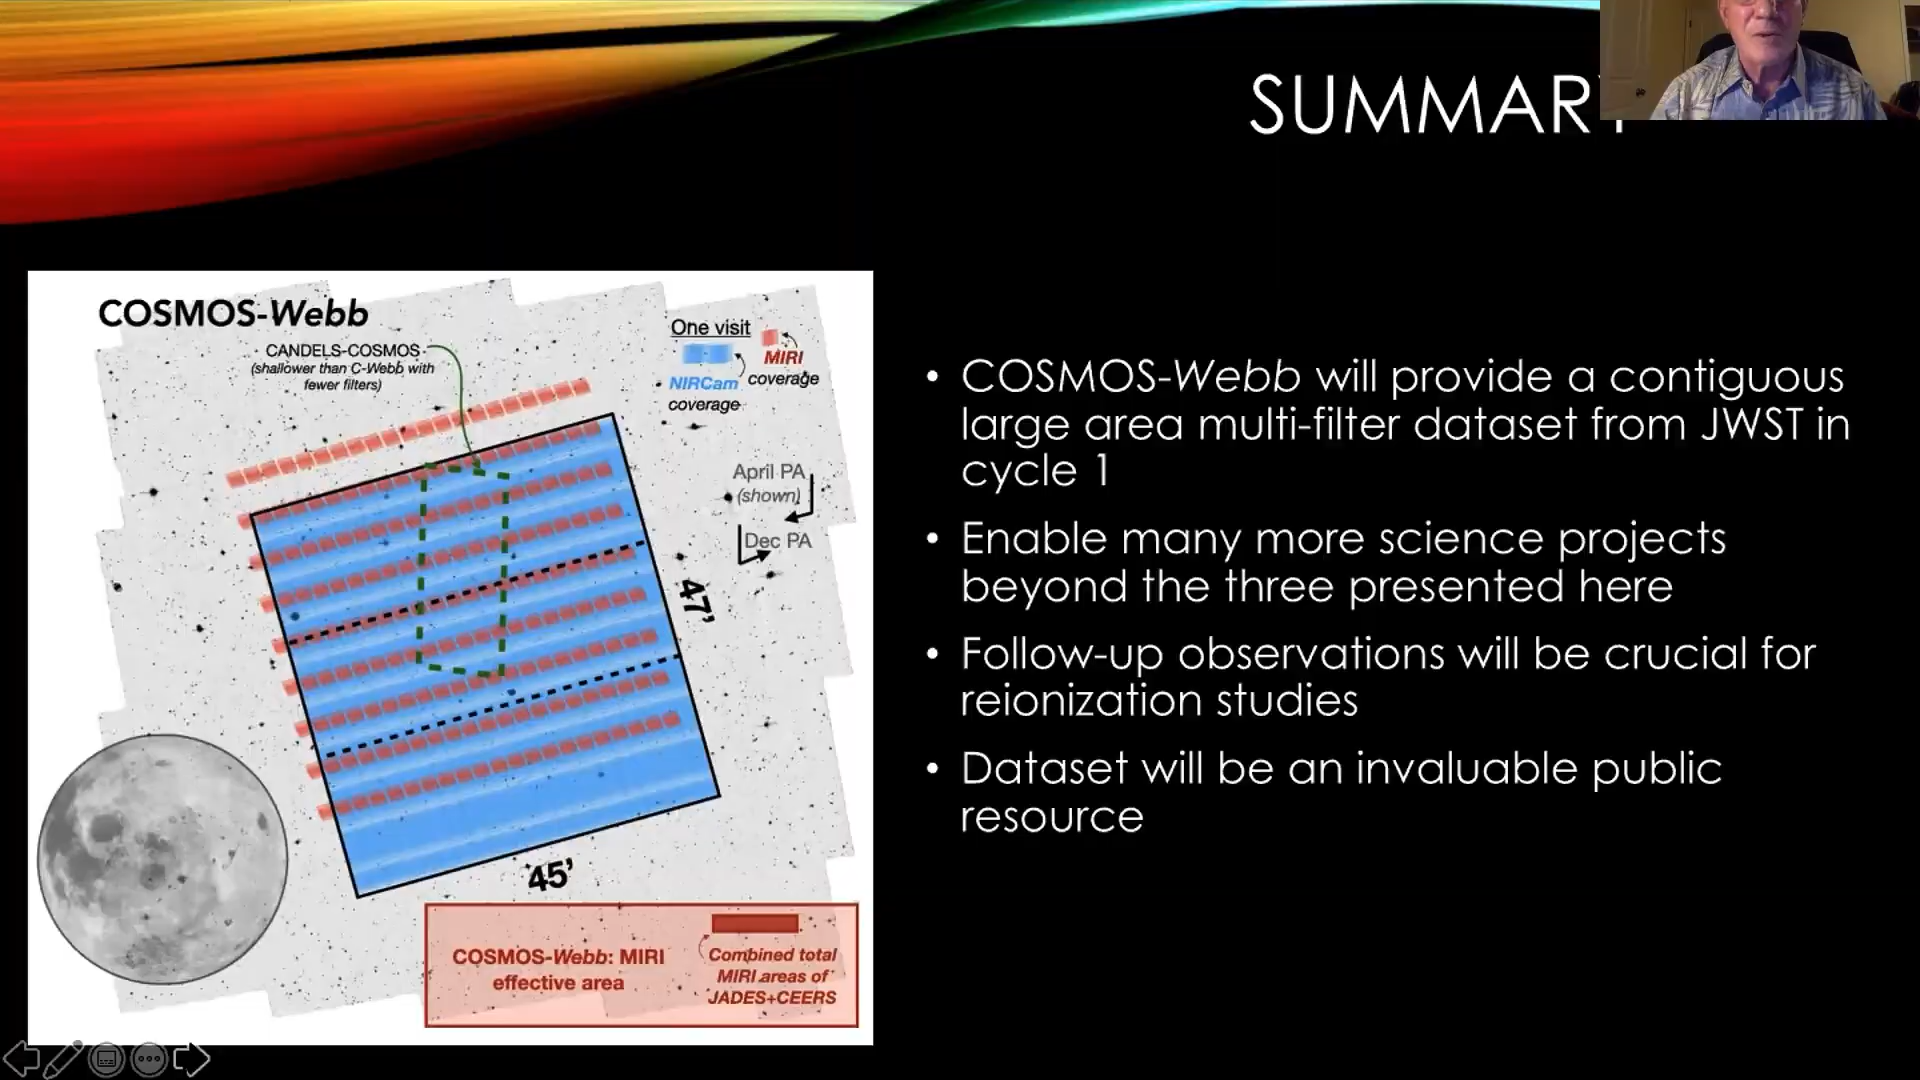 SUMMARY
COSMOS-Webb
CANDELS-COSMOS
(shallower than C-Webb with
fewer filters)
One visit
MIRI
coverage
NIRCam
coverage
April PA
(shown)
Dec PA
47'
45'
COSMOS-Webb: MIRI
effective area
Combined total
MIRI areas of
JADES+CEERS
• COSMOS-Webb will provide a contiguous
large area multi-filter dataset from JWST in
cycle 1
• Enable many more science projects
beyond the three presented here
• Follow-up observations will be crucial for
reionization studies
• Dataset will be an invaluable public
resource